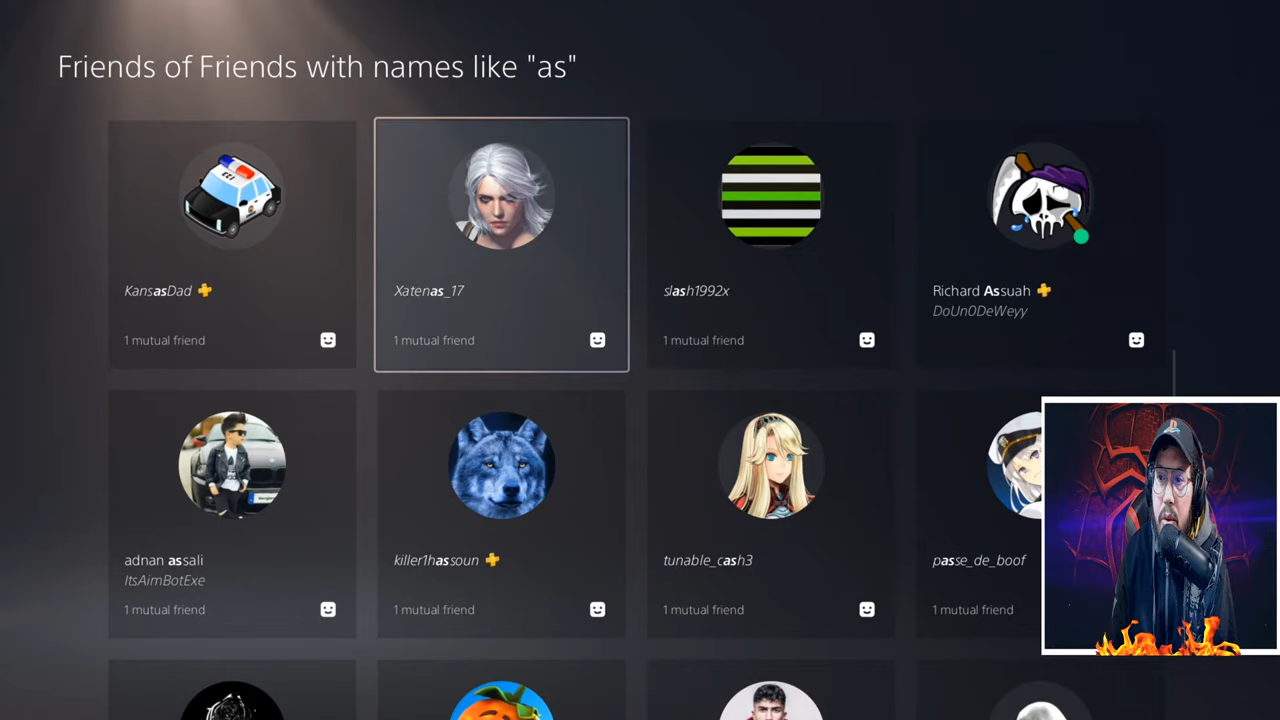 Friends of Friends with names like "as"
KansasDad
1 mutual friend
Xatenas_17
1 mutual friend
slash1992x
1 mutual friend
Richard Assuah
DoUn0DeWeyy
adnan assali
ItsAimBotExe
1 mutual friend
killer1hassoun
1 mutual friend
tunable_cash3
1 mutual friend
passe_de_boof
1 mutual friend